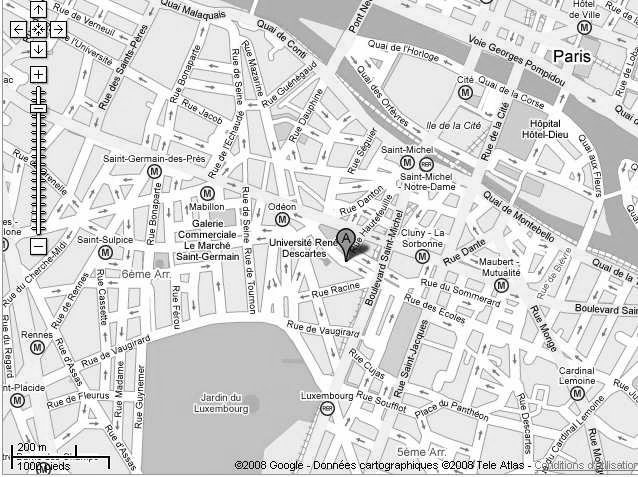 Quai Malaquais
Rue de Verneuil
Pont Neuf
Hôtel
de Ville
Rue de l'Université
Rue des Saints-Pères
Rue Bonaparte
Rue Mazarine
Rue de Seine
Quai de Conti
Quai de l'Horloge
Voie Georges Pompidou
Paris
Rue Guénégaud
Quai des Orfèvres
Cité
Quai de la Corse
Rue Jacob
Rue Dauphine
Rue de l'Echaudé
Rue Séguier
Ile de la Cité
Rue de la Cité
Hôpital
Hôtel-Dieu
Saint-Germain-des-Prés
Saint-Michel
RER
Saint-Michel
Notre-Dame
Quai aux Fleurs
Mabillon
Odéon
Rue Danton
Rue Hautefeuille
Quai de Montebello
Rue Bonaparte
Galerie
Commerciale
Le Marché
Saint-Germain
Rue de Seine
Université René
Descartes
A
Boulevard Saint-Michel
Cluny - La
Sorbonne
Rue Dante
Maubert -
Mutualité
Rue de Bièvre
Saint-Sulpice
Rue du Cherche-Midi
Rue de Rennes
6ème Arr.
Rue Cassette
Rue Férou
Rue de Tournon
Rue Racine
Rue du Sommerard
Rue des Ecoles
Boulevard Sain
Rue Monge
Rennes
Rue du Regard
Rue d'Assas
Rue de Vaugirard
Rue de Vaugirard
Rue Saint-Jacques
Rue Cujas
Cardinal
Lemoine
nt-Placide
Rue de Fleurus
Rue Madame
Rue Guynemer
Jardin du
Luxembourg
Luxembourg
RER
Rue Soufflot
Place du Panthéon
Rue Descartes
Rue du Cardinal Lemoine
Rue d'Assas
5ème Arr.
200 m
1000 pieds
©2008 Google - Données cartographiques ©2008 Tele Atlas - Conditions d'utilisation